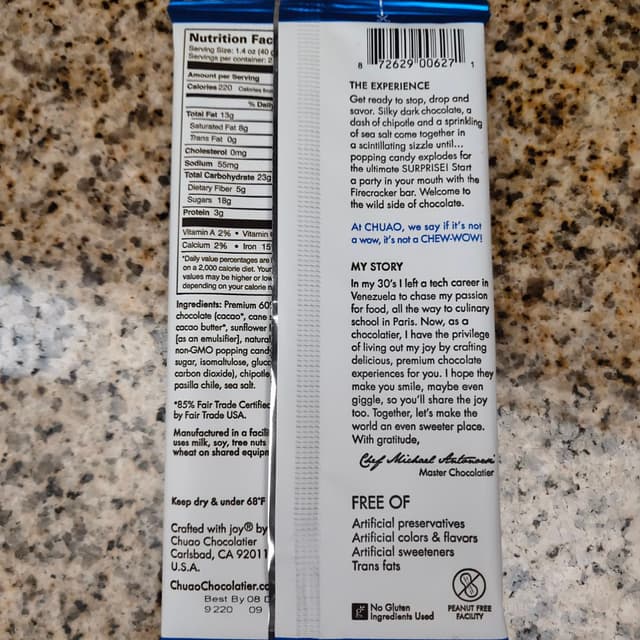 Nutrition Fac
Serving Size: 1.4 oz (40
Servings per container: 2
Amount per Serving
Calories 220 Calories from
% Daily
Total Fat 13g
Saturated Fat 8g
Trans Fat 0g
Cholesterol 0mg
Sodium 55mg
Total Carbohydrate 23g
Dietary Fiber 5g
Sugars 18g
Protein 3g
Vitamin A 2% • Vitamin
Calcium 2% • Iron 15
*Daily value percentages are
on a 2,000 calorie diet. Your
values may be higher or low
depending on your calorie n
Ingredients: Premium 60%
chocolate (cacao*, cane
cacao butter*, sunflower
[as an emulsifier], natural
non-GMO popping cand
sugar, isomaltulose, gluc
carbon dioxide), chipotle
pasilla chile, sea salt.
*85% Fair Trade Certified
by Fair Trade USA.
Manufactured in a facili
uses milk, soy, tree nuts
wheat on shared equipm
Keep dry & under 68°F
Crafted with joy® by
Chuao Chocolatier
Carlsbad, CA 92011
U.S.A.
ChuaoChocolatier.co
Best By 08 D
9220 09
8 72629 00627 1
THE EXPERIENCE
Get ready to stop, drop and
savor. Silky dark chocolate, a
dash of chipotle and a sprinkling
of sea salt come together in
a scintillating sizzle until...
popping candy explodes for
the ultimate SURPRISE! Start
a party in your mouth with the
Firecracker bar. Welcome to
the wild side of chocolate.
At CHUAO, we say if it's not
a wow, it's not a CHEW-WOW!
MY STORY
In my 30's I left a tech career in
Venezuela to chase my passion
for food, all the way to culinary
school in Paris. Now, as a
chocolatier, I have the privilege
of living out my joy by crafting
delicious, premium chocolate
experiences for you. I hope they
make you smile, maybe even
giggle, so you'll share the joy
too. Together, let's make the
world an even sweeter place.
With gratitude,
Chef Michael Antonorsi
Master Chocolatier
FREE OF
Artificial preservatives
Artificial colors & flavors
Artificial sweeteners
Trans fats
No Gluten
Ingredients Used
PEANUT FREE
FACILITY